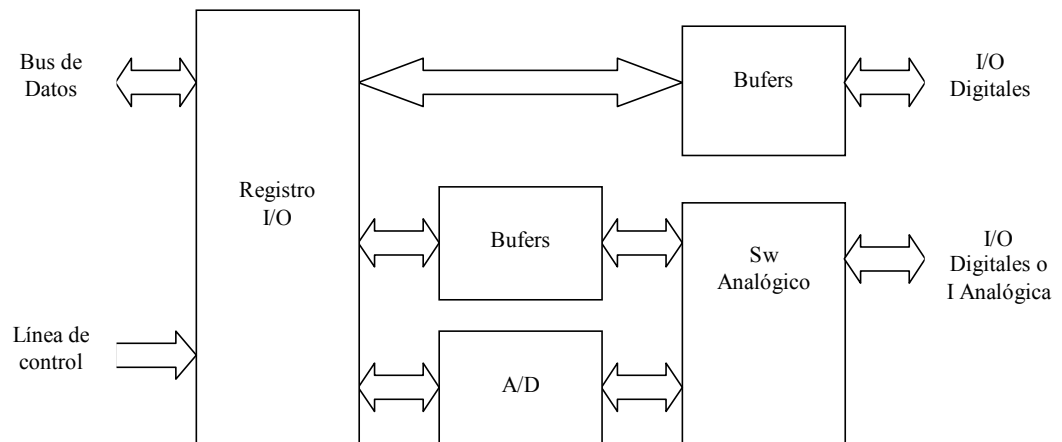 Bus de
Datos
Bufers
I/O
Digitales
Registro
I/O
Bufers
Sw
Analógico
I/O
Digitales o
I Analógica
Línea de
control
A/D